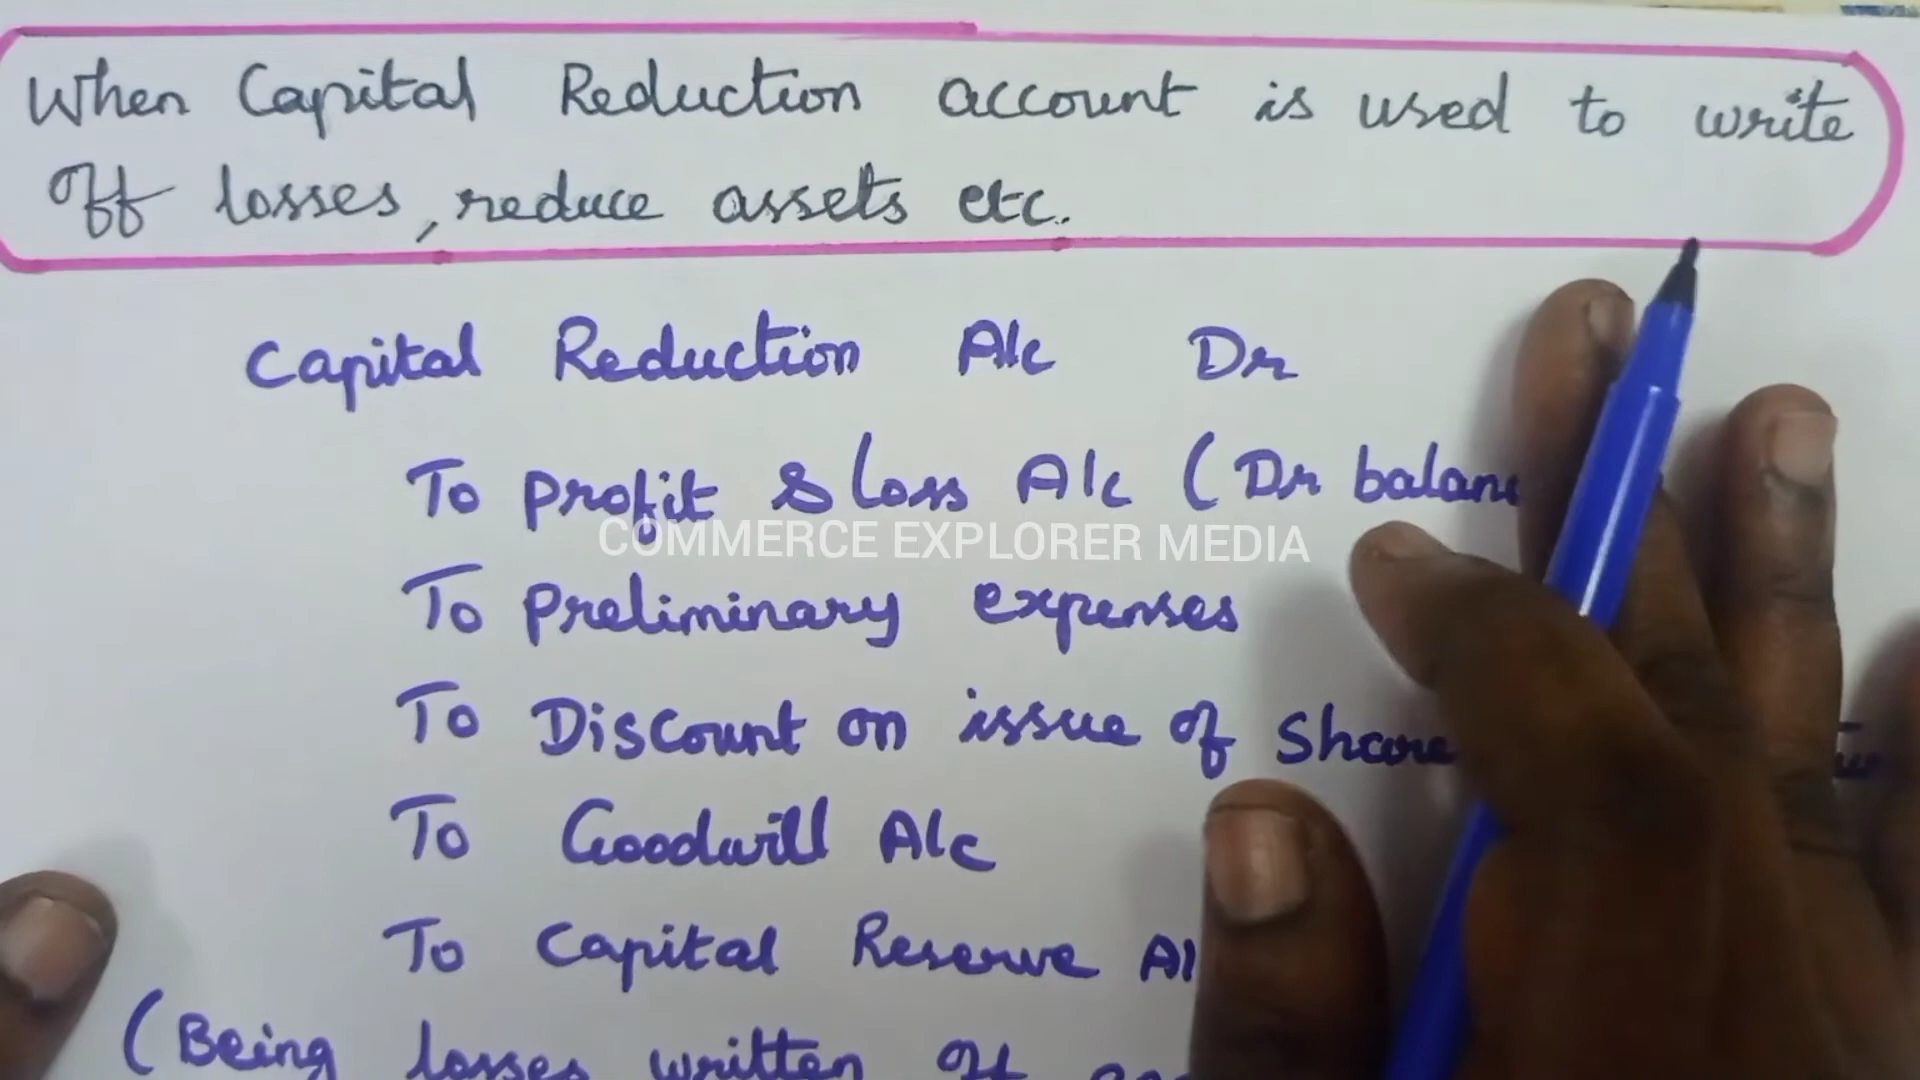 When Capital Reduction account is used to write
off losses, reduce assets etc.
Capital Reduction A/c Dr
To Profit & Loss A/c (Dr
COMMERCE EXPLORER MEDIA
To Preliminary expenses
To Discount on issue of
To Goodwill A/c
To Capital Reserve
(Being losses written off